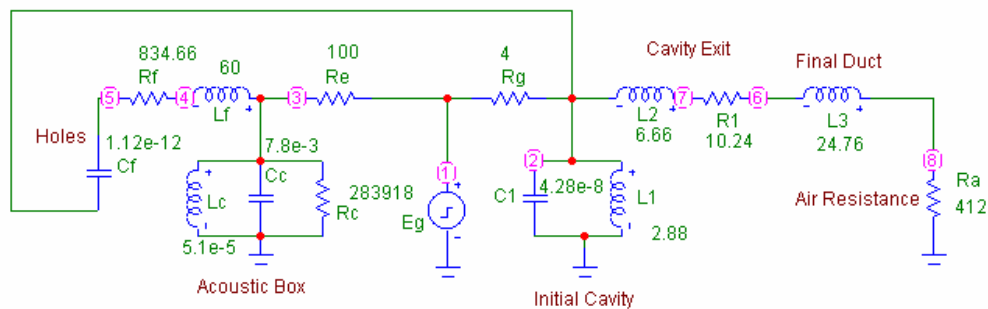 834.66
Rf
60
Lf
100
Re
4
Rg
Cavity Exit
Final Duct
5
4
3
7
6
L2
6.66
R1
10.24
L3
24.76
Holes
1.12e-12
Cf
7.8e-3
Cc
Lc
5.1e-5
Rc
283918
1
Eg
2
C1
4.28e-8
L1
2.88
8
Air Resistance
Ra
412
Acoustic Box
Initial Cavity